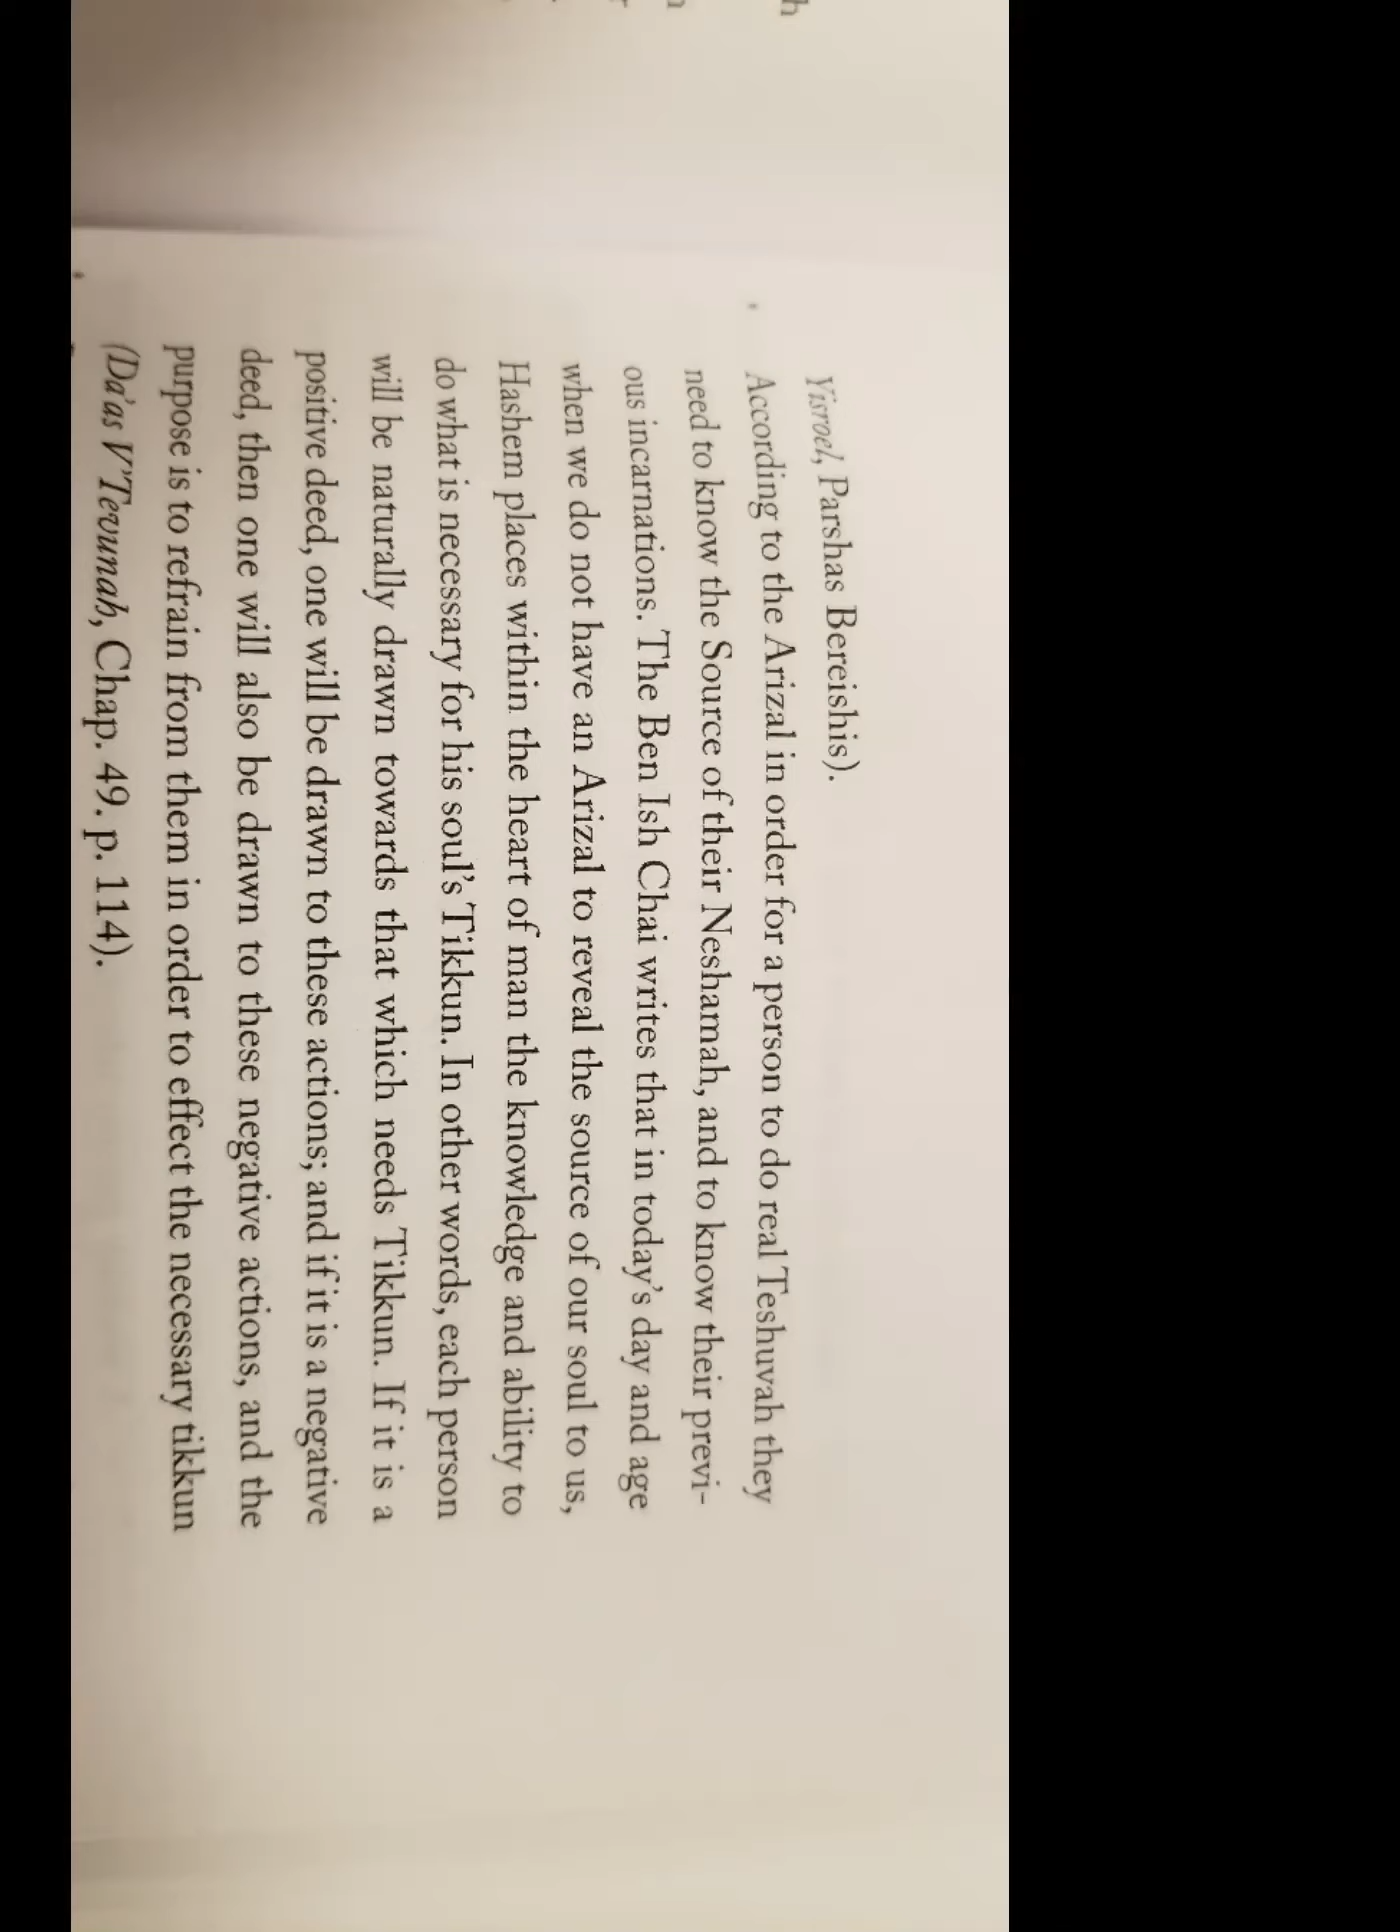 Yisroel, Parshas Bereishis).
According to the Arizal in order for a person to do real Teshuvah they
need to know the Source of their Neshamah, and to know their previ-
ous incarnations. The Ben Ish Chai writes that in today's day and age
when we do not have an Arizal to reveal the source of our soul to us,
Hashem places within the heart of man the knowledge and ability to
do what is necessary for his soul's Tikkun. In other words, each person
will be naturally drawn towards that which needs Tikkun. If it is a
positive deed, one will be drawn to these actions; and if it is a negative
deed, then one will also be drawn to these negative actions, and the
purpose is to refrain from them in order to effect the necessary tikkun
(Da'as V'Tevunah, Chap. 49. p. 114).